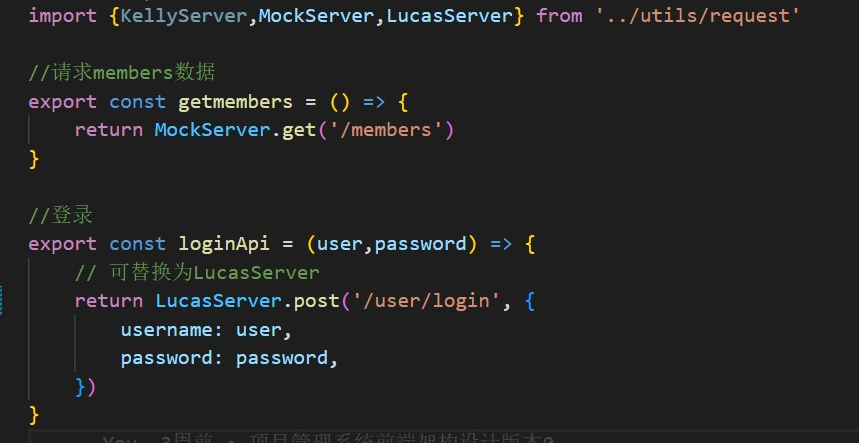 import {KellyServer,MockServer,LucasServer} from '../utils/request'
//请求members数据
export const getmembers = () => {
return MockServer.get('/members')
}
//登录
export const loginApi = (user,password) => {
// 可替换为LucasServer
return LucasServer.post('/user/login', {
username: user,
password: password,
})
}
You, 3周前 • 项目管理系统前端架构设计版本